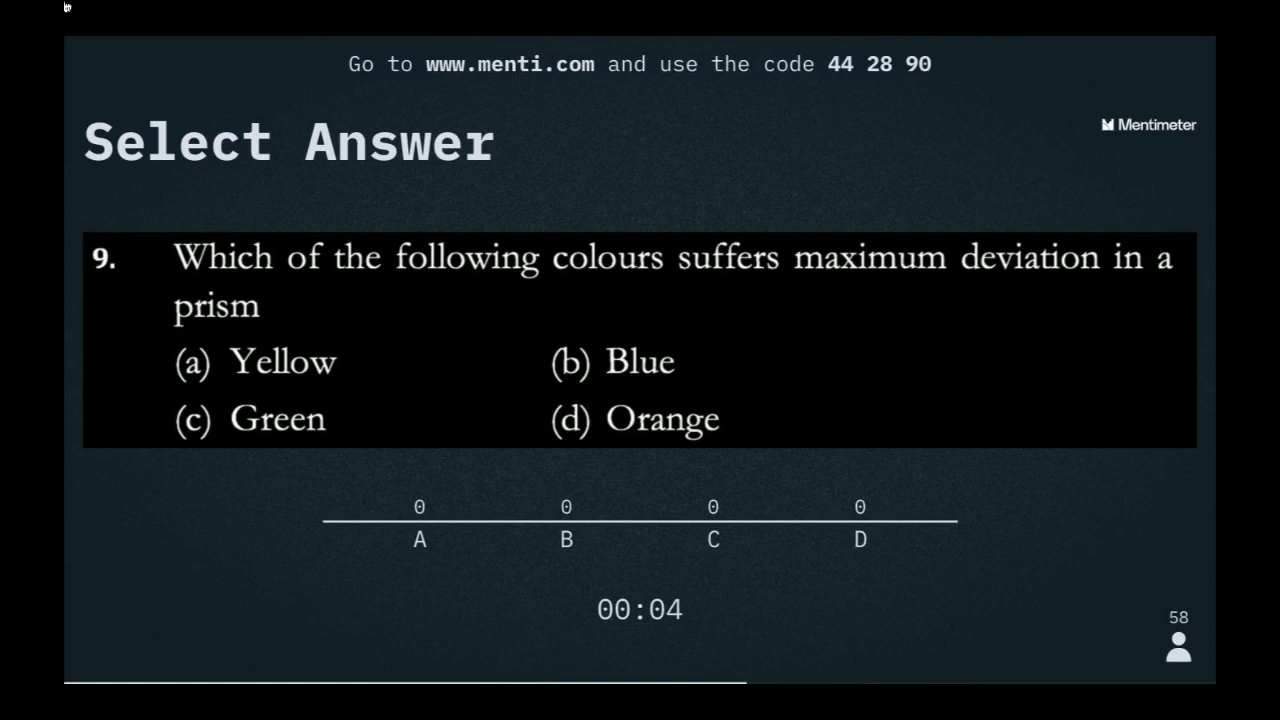 Go to www.menti.com and use the code 44 28 90
Select Answer
Mentimeter
9. Which of the following colours suffers maximum deviation in a
prism
(a) Yellow (b) Blue
(c) Green (d) Orange
0 0 0 0
A B C D
00:04
58